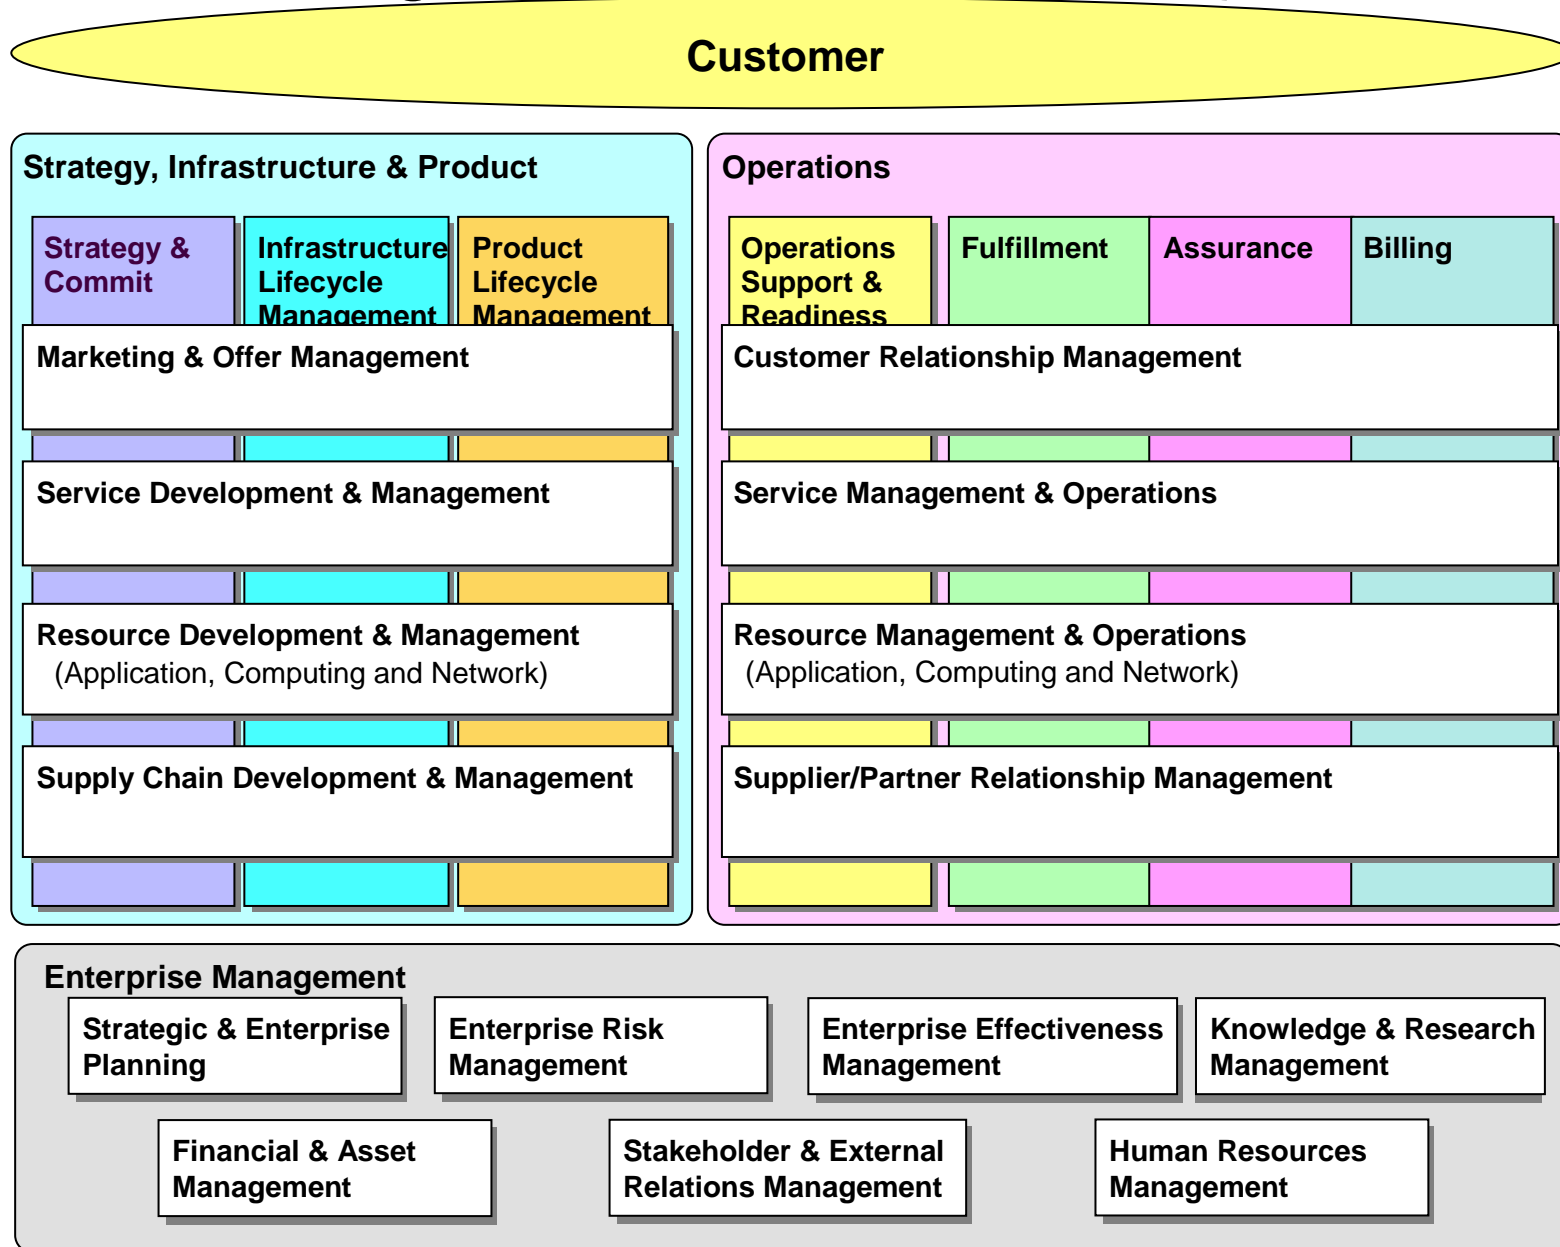 Customer
Strategy, Infrastructure & Product
Strategy &
Commit
Infrastructure
Lifecycle
Management
Product
Lifecycle
Management
Marketing & Offer Management
Service Development & Management
Resource Development & Management
(Application, Computing and Network)
Supply Chain Development & Management
Operations
Operations
Support &
Readiness
Fulfillment
Assurance
Billing
Customer Relationship Management
Service Management & Operations
Resource Management & Operations
(Application, Computing and Network)
Supplier/Partner Relationship Management
Enterprise Management
Strategic & Enterprise
Planning
Enterprise Risk
Management
Enterprise Effectiveness
Management
Knowledge & Research
Management
Financial & Asset
Management
Stakeholder & External
Relations Management
Human Resources
Management